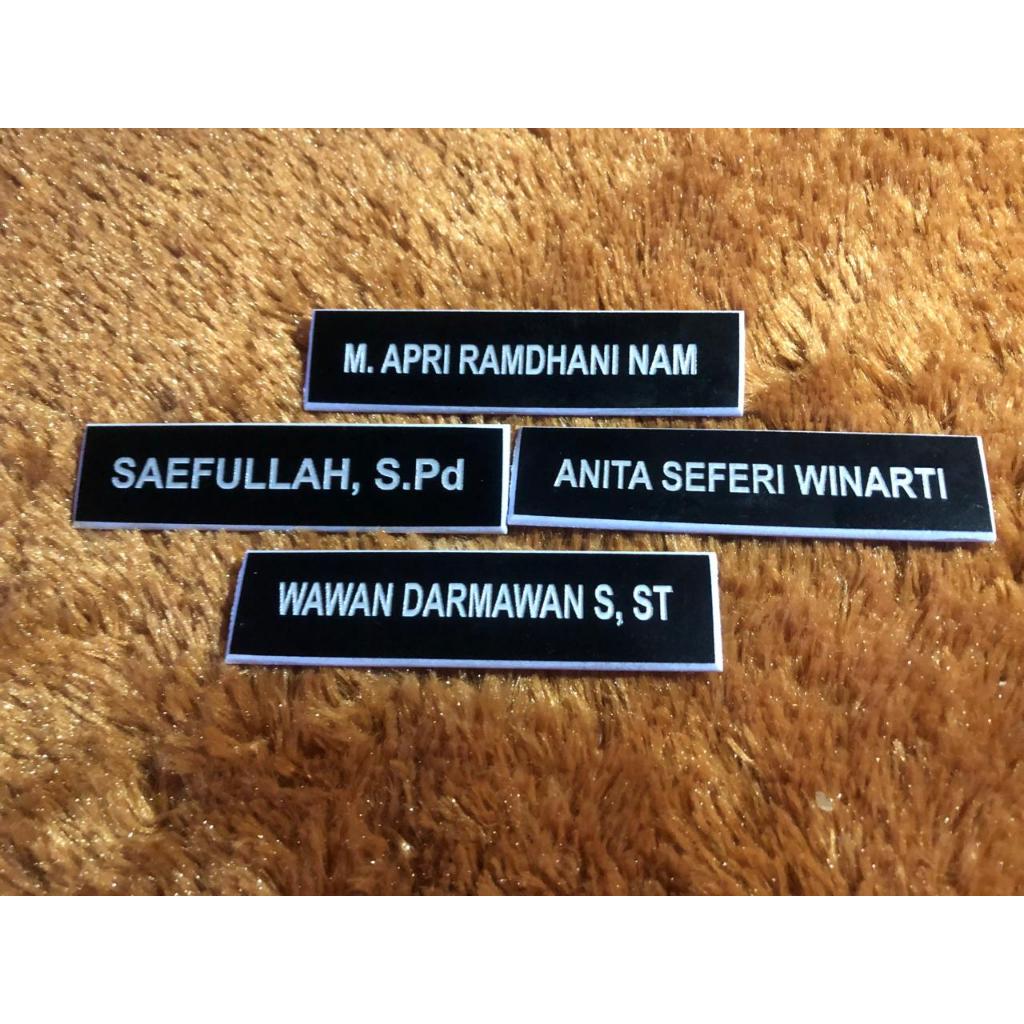 M. APRI RAMDHANI NAM
SAEFULLAH, S.Pd
ANITA SEFERI WINARTI
WAWAN DARMAWAN S, ST